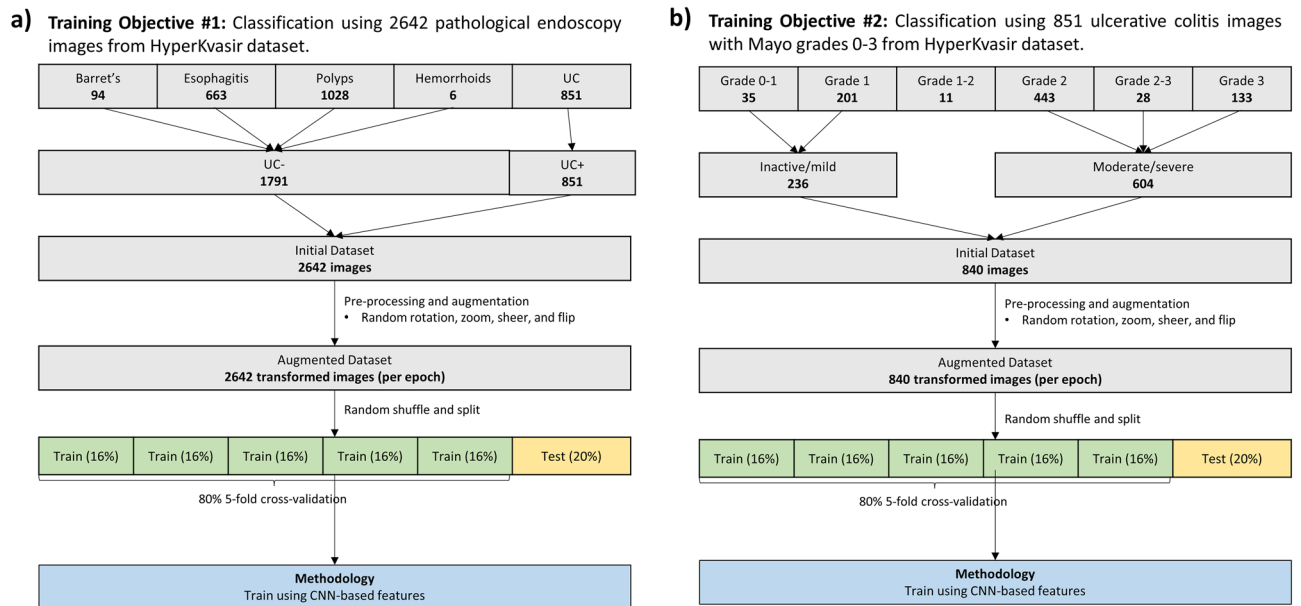 a) Training Objective #1: Classification using 2642 pathological endoscopy
images from HyperKvasir dataset.
Barret's Esophagitis Polyps Hemorrhoids UC
94 663 1028 6 851
UC- UC+
1791 851
Initial Dataset
2642 images
Pre-processing and augmentation
• Random rotation, zoom, sheer, and flip
Augmented Dataset
2642 transformed images (per epoch)
Random shuffle and split
Train (16%) Train (16%) Train (16%) Train (16%) Train (16%) Test (20%)
80% 5-fold cross-validation
Methodology
Train using CNN-based features
b) Training Objective #2: Classification using 851 ulcerative colitis images
with Mayo grades 0-3 from HyperKvasir dataset.
Grade 0-1 Grade 1 Grade 1-2 Grade 2 Grade 2-3 Grade 3
35 201 11 443 28 133
Inactive/mild Moderate/severe
236 604
Initial Dataset
840 images
Pre-processing and augmentation
• Random rotation, zoom, sheer, and flip
Augmented Dataset
840 transformed images (per epoch)
Random shuffle and split
Train (16%) Train (16%) Train (16%) Train (16%) Train (16%) Test (20%)
80% 5-fold cross-validation
Methodology
Train using CNN-based features